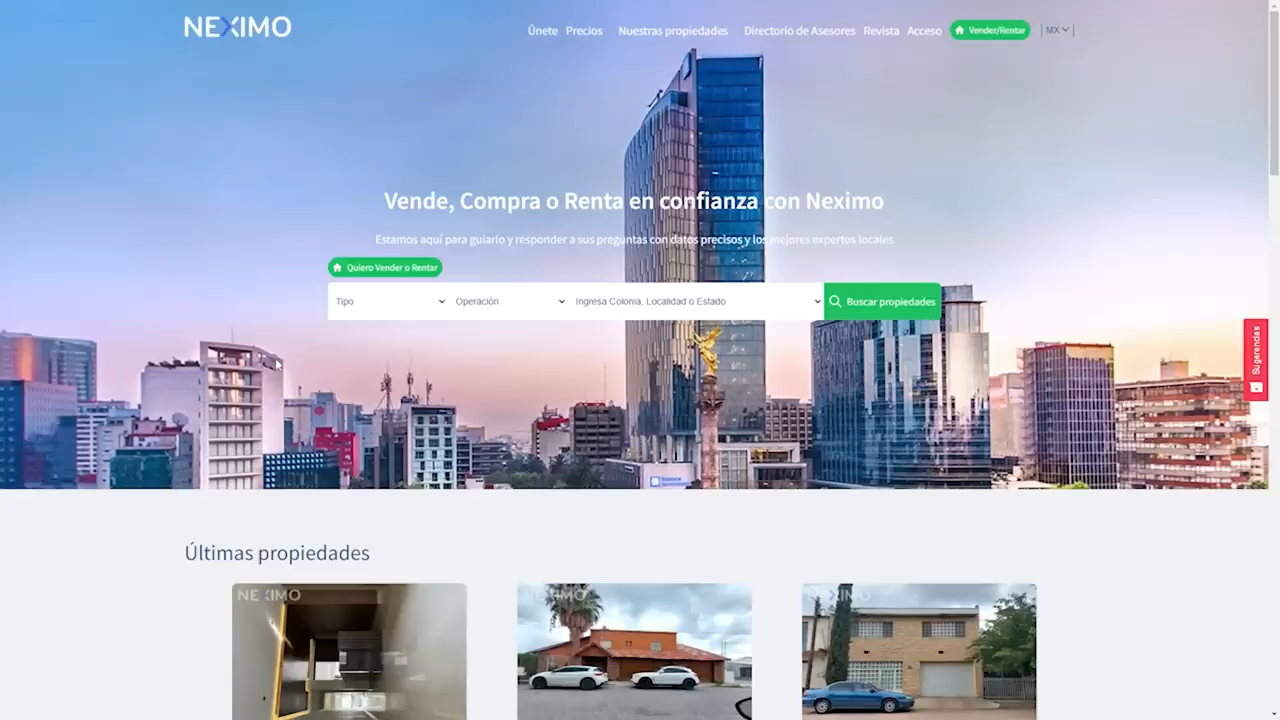 NEXIMO
Únete Precios Nuestras propiedades Directorio de Asesores Revista Acceso Vender/Rentar MX
Vende, Compra o Renta en confianza con Neximo
Estamos aquí para guiarlo y responder a sus preguntas con datos precisos y los mejores expertos locales
Quiero Vender o Rentar
Tipo Operación Ingresa Colonia, Localidad o Estado Buscar propiedades
Sugerencias
Últimas propiedades
NEXIMO NEXIMO NEXIMO